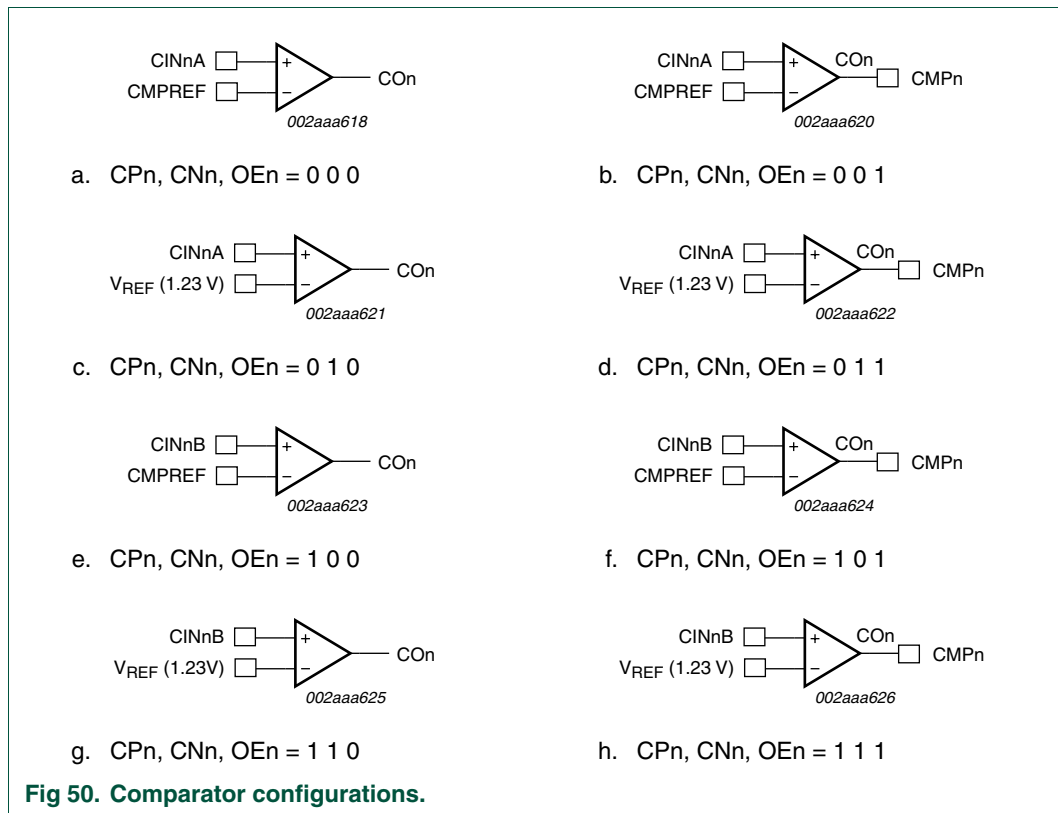 CINnA
CMPREF
+
−
COn
002aaa618
a. CPn, CNn, OEn = 0 0 0
CINnA
CMPREF
+
−
COn
CMPn
002aaa620
b. CPn, CNn, OEn = 0 0 1
CINnA
VREF (1.23 V)
+
−
COn
002aaa621
c. CPn, CNn, OEn = 0 1 0
CINnA
VREF (1.23 V)
+
−
COn
CMPn
002aaa622
d. CPn, CNn, OEn = 0 1 1
CINnB
CMPREF
+
−
COn
002aaa623
e. CPn, CNn, OEn = 1 0 0
CINnB
CMPREF
+
−
COn
CMPn
002aaa624
f. CPn, CNn, OEn = 1 0 1
CINnB
VREF (1.23V)
+
−
COn
002aaa625
g. CPn, CNn, OEn = 1 1 0
CINnB
VREF (1.23 V)
+
−
COn
CMPn
002aaa626
h. CPn, CNn, OEn = 1 1 1
Fig 50. Comparator configurations.